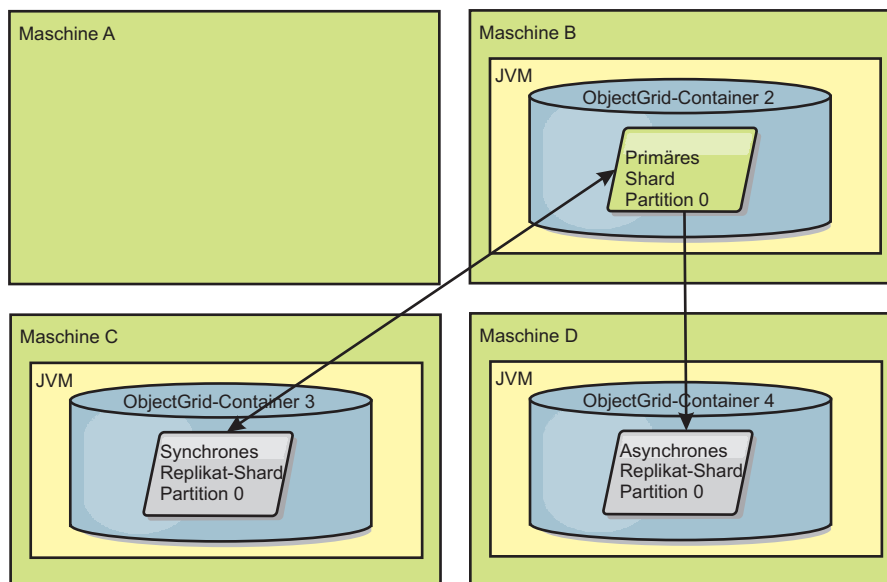 Maschine A
Maschine B
JVM
ObjectGrid-Container 2
Primäres
Shard
Partition 0
Maschine C
JVM
ObjectGrid-Container 3
Synchrones
Replikat-Shard
Partition 0
Maschine D
JVM
ObjectGrid-Container 4
Asynchrones
Replikat-Shard
Partition 0